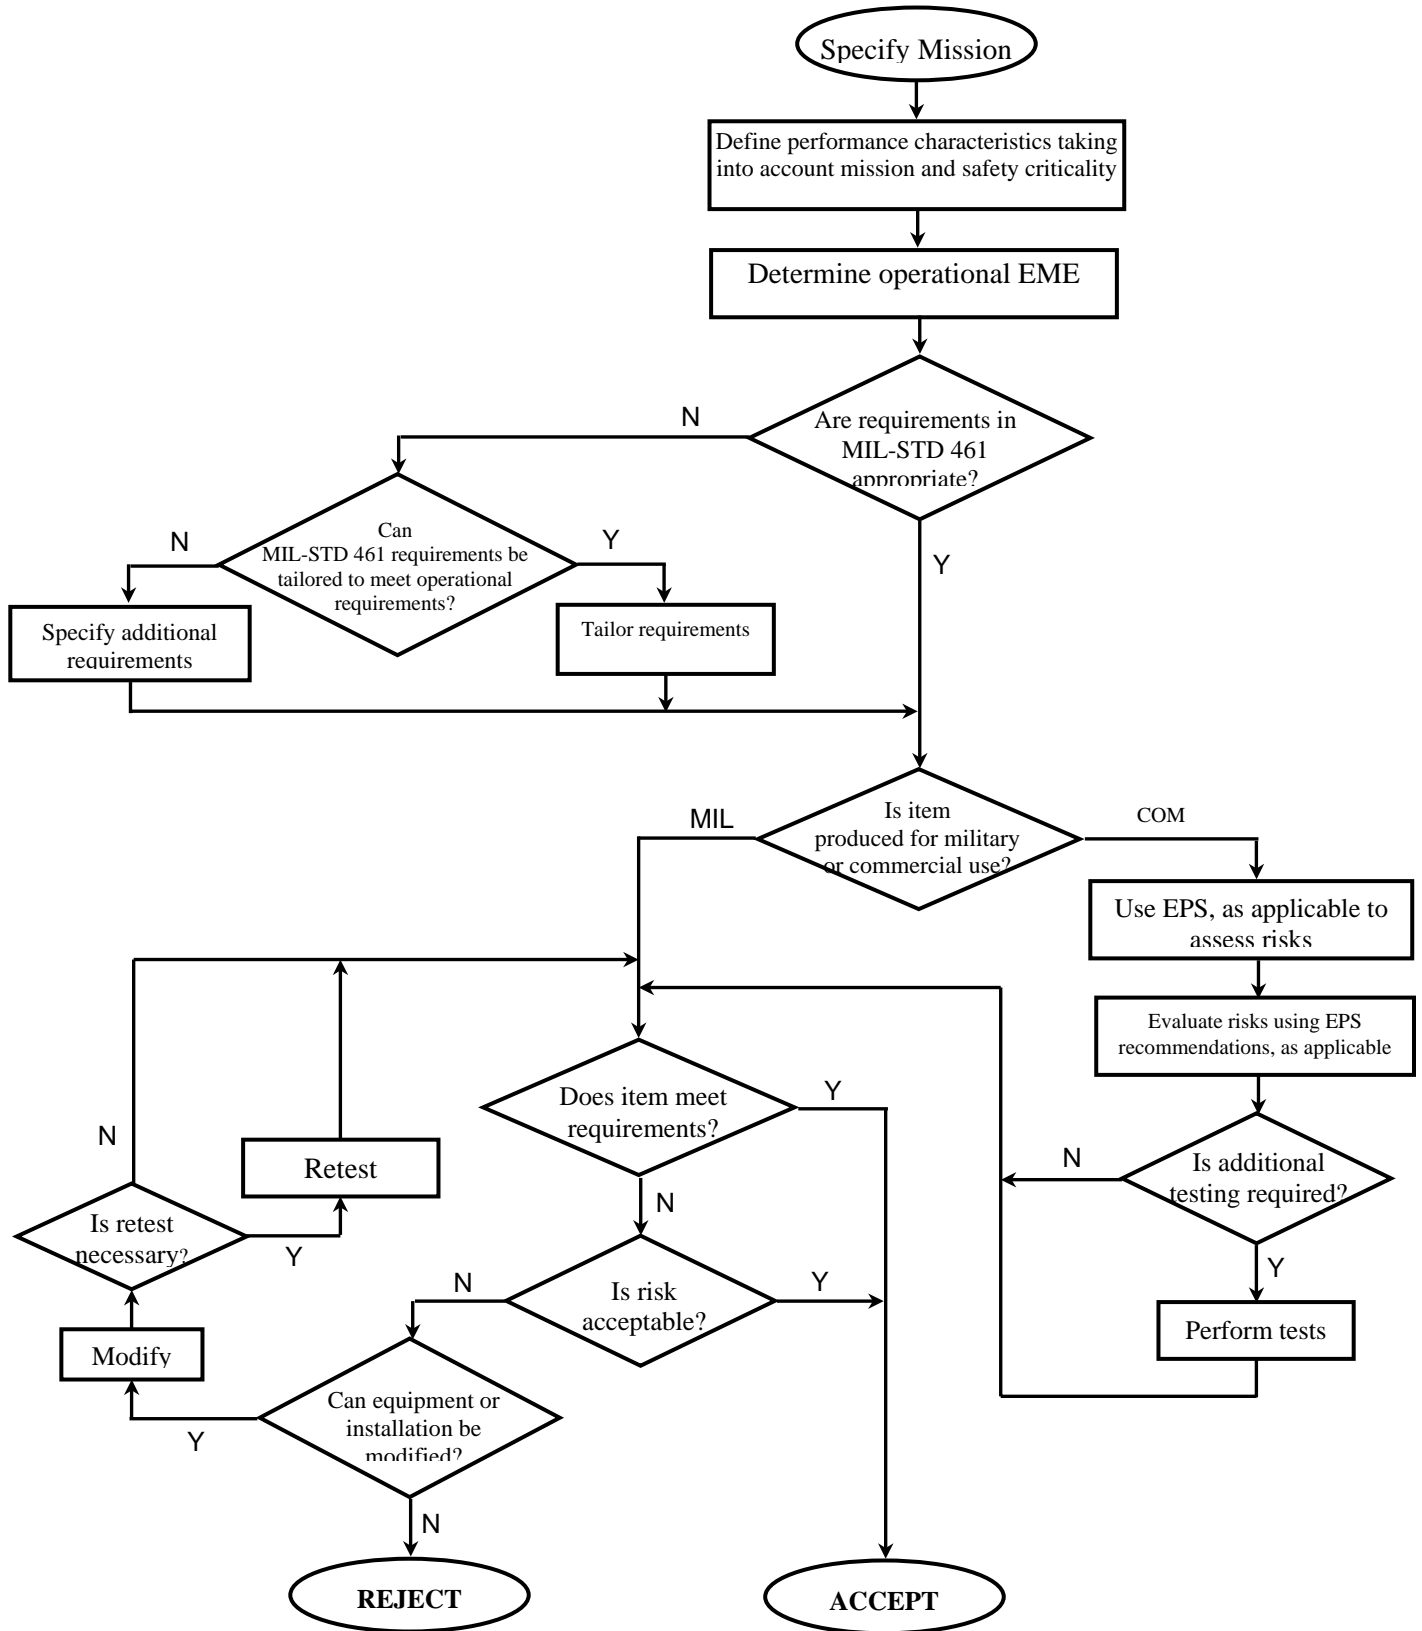 Specify Mission
Define performance characteristics taking
into account mission and safety criticality
Determine operational EME
Are requirements in
MIL-STD 461
appropriate?
N
Y
Can
MIL-STD 461 requirements be
tailored to meet operational
requirements?
N
Y
Specify additional
requirements
Tailor requirements
Is item
produced for military
or commercial use?
MIL
COM
Use EPS, as applicable to
assess risks
Evaluate risks using EPS
recommendations, as applicable
Is additional
testing required?
N
Y
Perform tests
Does item meet
requirements?
Y
N
Is risk
acceptable?
N
Y
Can equipment or
installation be
modified?
Y
N
Modify
Is retest
necessary?
N
Y
Retest
REJECT
ACCEPT